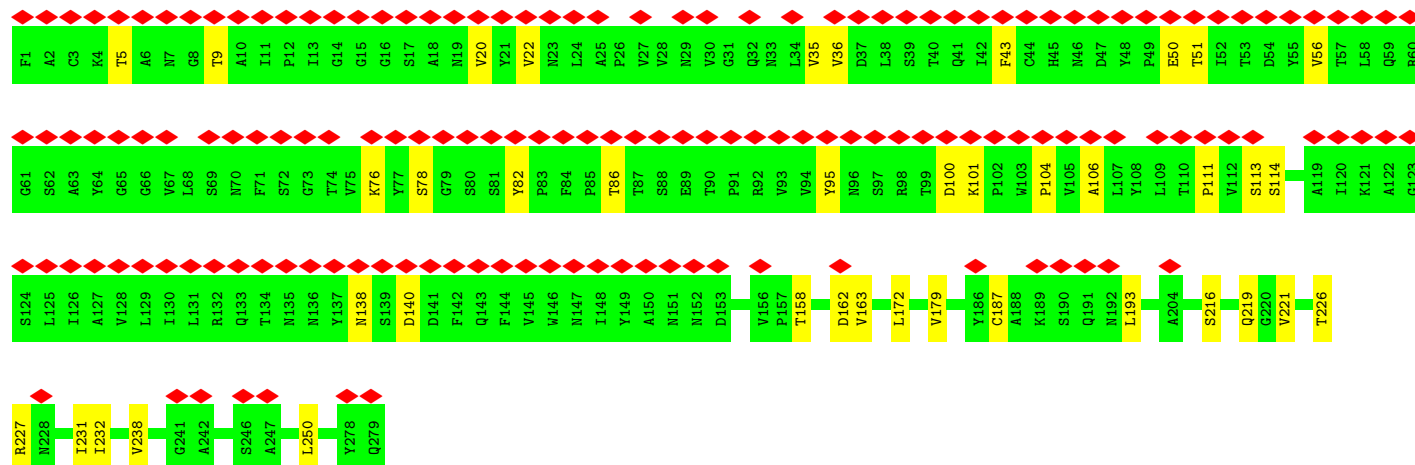 F1 A2 C3 K4 T5 A6 N7 G8 T9 A10 I11 P12 I13 G14 G15 G16 S17 A18 N19 V20 Y21 V22 N23 L24 A25 P26 V27 V28 N29 V30 G31 Q32 N33 L34 V35 V36 D37 L38 S39 T40 Q41 I42 F43 C44 H45 N46 D47 Y48 P49 E50 T51 I52 T53 D54 Y55 V56 T57 L58 Q59 R60
G61 S62 A63 Y64 G65 G66 V67 L68 S69 N70 F71 S72 G73 T74 V75 K76 Y77 S78 G79 S80 S81 Y82 P83 F84 P85 T86 T87 S88 E89 T90 P91 R92 V93 V94 Y95 N96 S97 R98 T99 D100 K101 P102 W103 P104 V105 A106 L107 Y108 L109 T110 P111 V112 S113 S114 A119 I120 K121 A122 G123
S124 L125 I126 A127 V128 L129 I130 L131 R132 Q133 T134 N135 N136 Y137 N138 S139 D140 D141 F142 Q143 F144 V145 W146 N147 I148 Y149 A150 N151 N152 D153 V156 P157 T158 D162 V163 L172 V179 Y186 C187 A188 K189 S190 Q191 N192 L193 A204 S216 Q219 G220 V221 T226
R227 N228 I231 I232 V238 G241 A242 S246 A247 L250 Y278 Q279